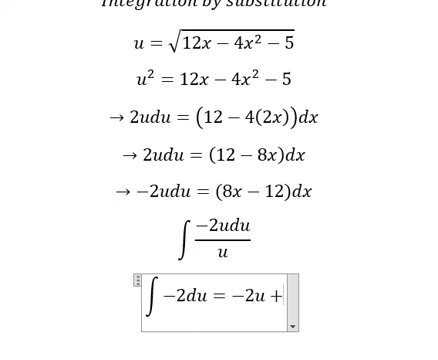 Integration by substitution
u = √(12x − 4x² − 5)
u² = 12x − 4x² − 5
→ 2udu = (12 − 4(2x))dx
→ 2udu = (12 − 8x)dx
→ −2udu = (8x − 12)dx
∫ −2udu / u
∫ −2du = −2u +